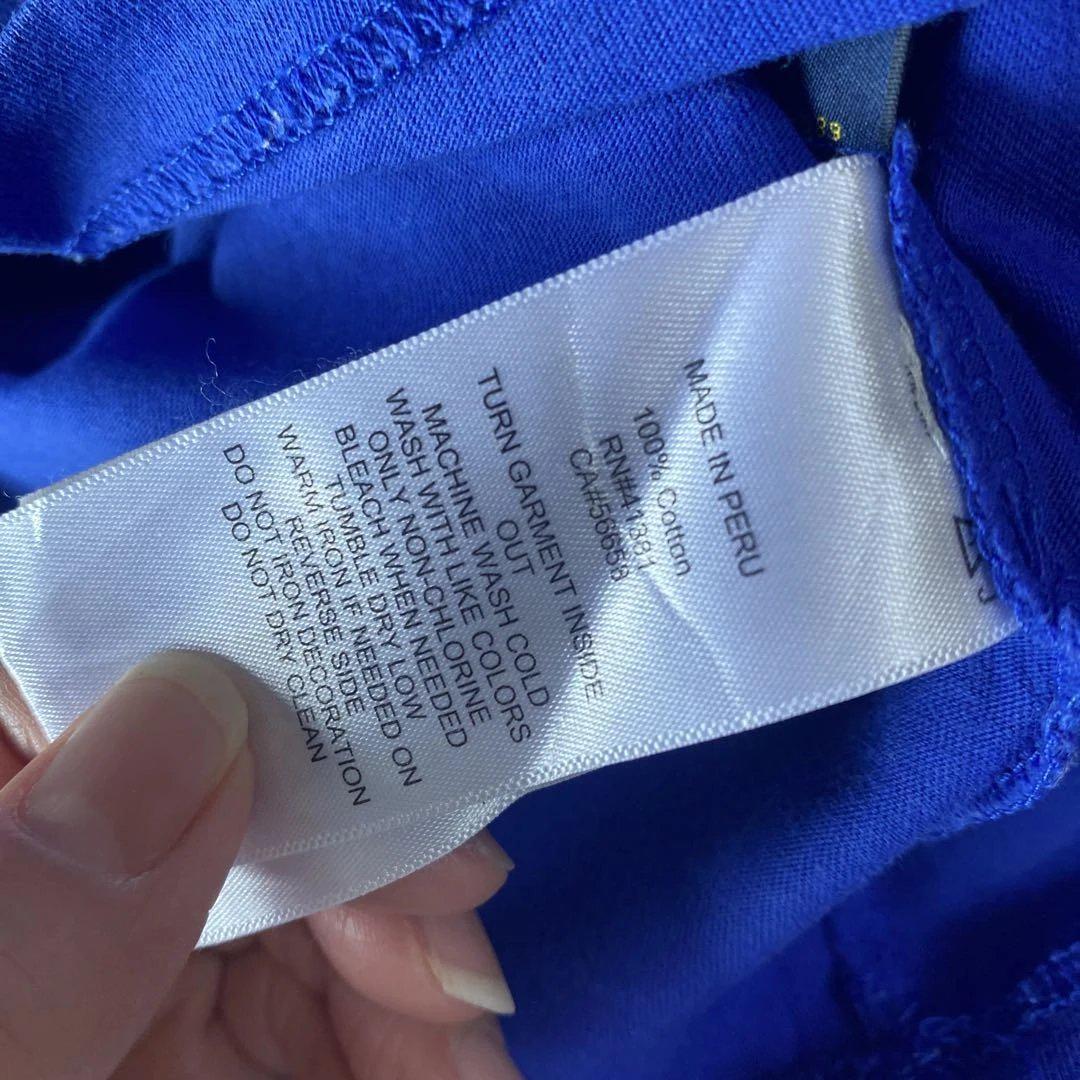 MADE IN PERU
100% Cotton
RN#41381
CA#56658
TURN GARMENT INSIDE
OUT
MACHINE WASH COLD
WASH WITH LIKE COLORS
ONLY NON-CHLORINE
BLEACH WHEN NEEDED
TUMBLE DRY LOW
WARM IRON IF NEEDED ON
REVERSE SIDE
DO NOT IRON DECORATION
DO NOT DRY CLEAN